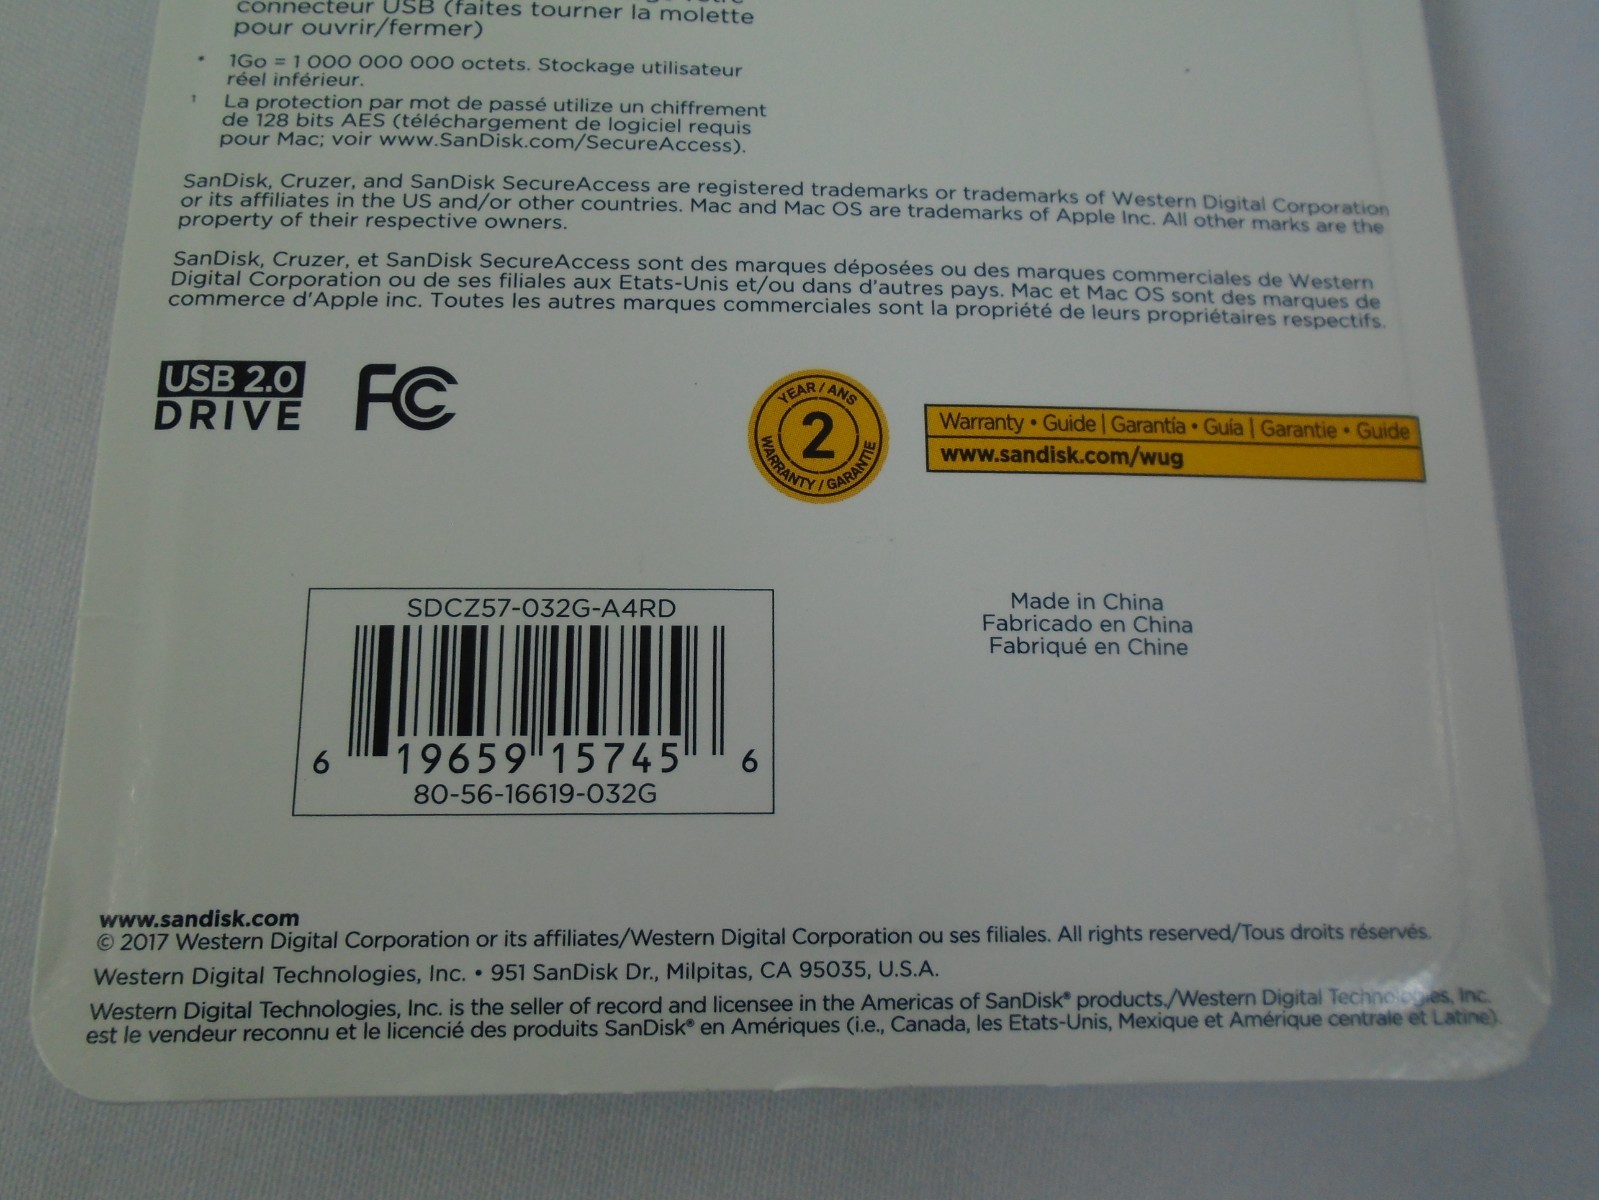 connecteur USB (faites tourner la molette
pour ouvrir/fermer)
* 1Go = 1 000 000 000 octets. Stockage utilisateur
réel inférieur.
† La protection par mot de passé utilize un chiffrement
de 128 bits AES (téléchargement de logiciel requis
pour Mac; voir www.SanDisk.com/SecureAccess).
SanDisk, Cruzer, and SanDisk SecureAccess are registered trademarks or trademarks of Western Digital Corporation
or its affiliates in the US and/or other countries. Mac and Mac OS are trademarks of Apple Inc. All other marks are the
property of their respective owners.
SanDisk, Cruzer, et SanDisk SecureAccess sont des marques déposées ou des marques commerciales de Western
Digital Corporation ou de ses filiales aux Etats-Unis et/ou dans d'autres pays. Mac et Mac OS sont des marques de
commerce d'Apple inc. Toutes les autres marques commerciales sont la propriété de leurs propriétaires respectifs.
USB 2.0
DRIVE
FC
YEAR / ANS
2
WARRANTY / GARANTIE
Warranty • Guide | Garantía • Guía | Garantie • Guide
www.sandisk.com/wug
SDCZ57-032G-A4RD
6 19659 15745 6
80-56-16619-032G
Made in China
Fabricado en China
Fabriqué en Chine
www.sandisk.com
© 2017 Western Digital Corporation or its affiliates/Western Digital Corporation ou ses filiales. All rights reserved/Tous droits réservés.
Western Digital Technologies, Inc. • 951 SanDisk Dr., Milpitas, CA 95035, U.S.A.
Western Digital Technologies, Inc. is the seller of record and licensee in the Americas of SanDisk® products./Western Digital Technologies, Inc.
est le vendeur reconnu et le licencié des produits SanDisk® en Amériques (i.e., Canada, les Etats-Unis, Mexique et Amérique centrale et Latine).